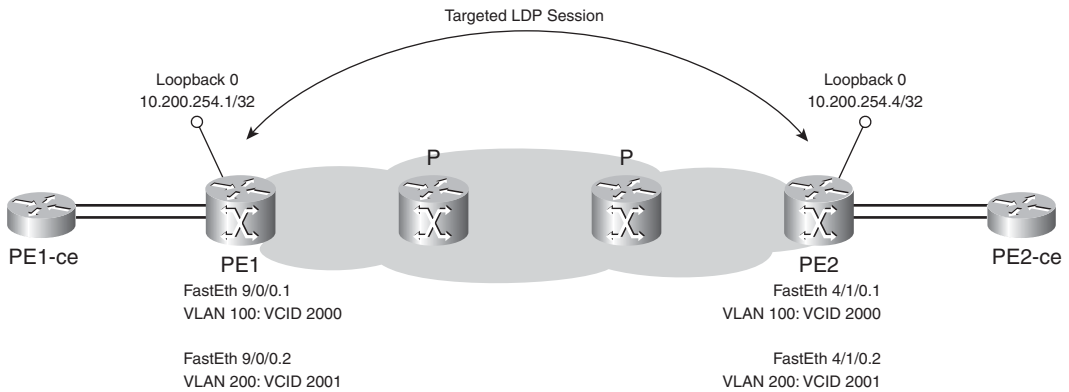 Targeted LDP Session
Loopback 0
10.200.254.1/32
Loopback 0
10.200.254.4/32
P
P
PE1-ce
PE1
PE2
PE2-ce
FastEth 9/0/0.1
VLAN 100: VCID 2000
FastEth 4/1/0.1
VLAN 100: VCID 2000
FastEth 9/0/0.2
VLAN 200: VCID 2001
FastEth 4/1/0.2
VLAN 200: VCID 2001